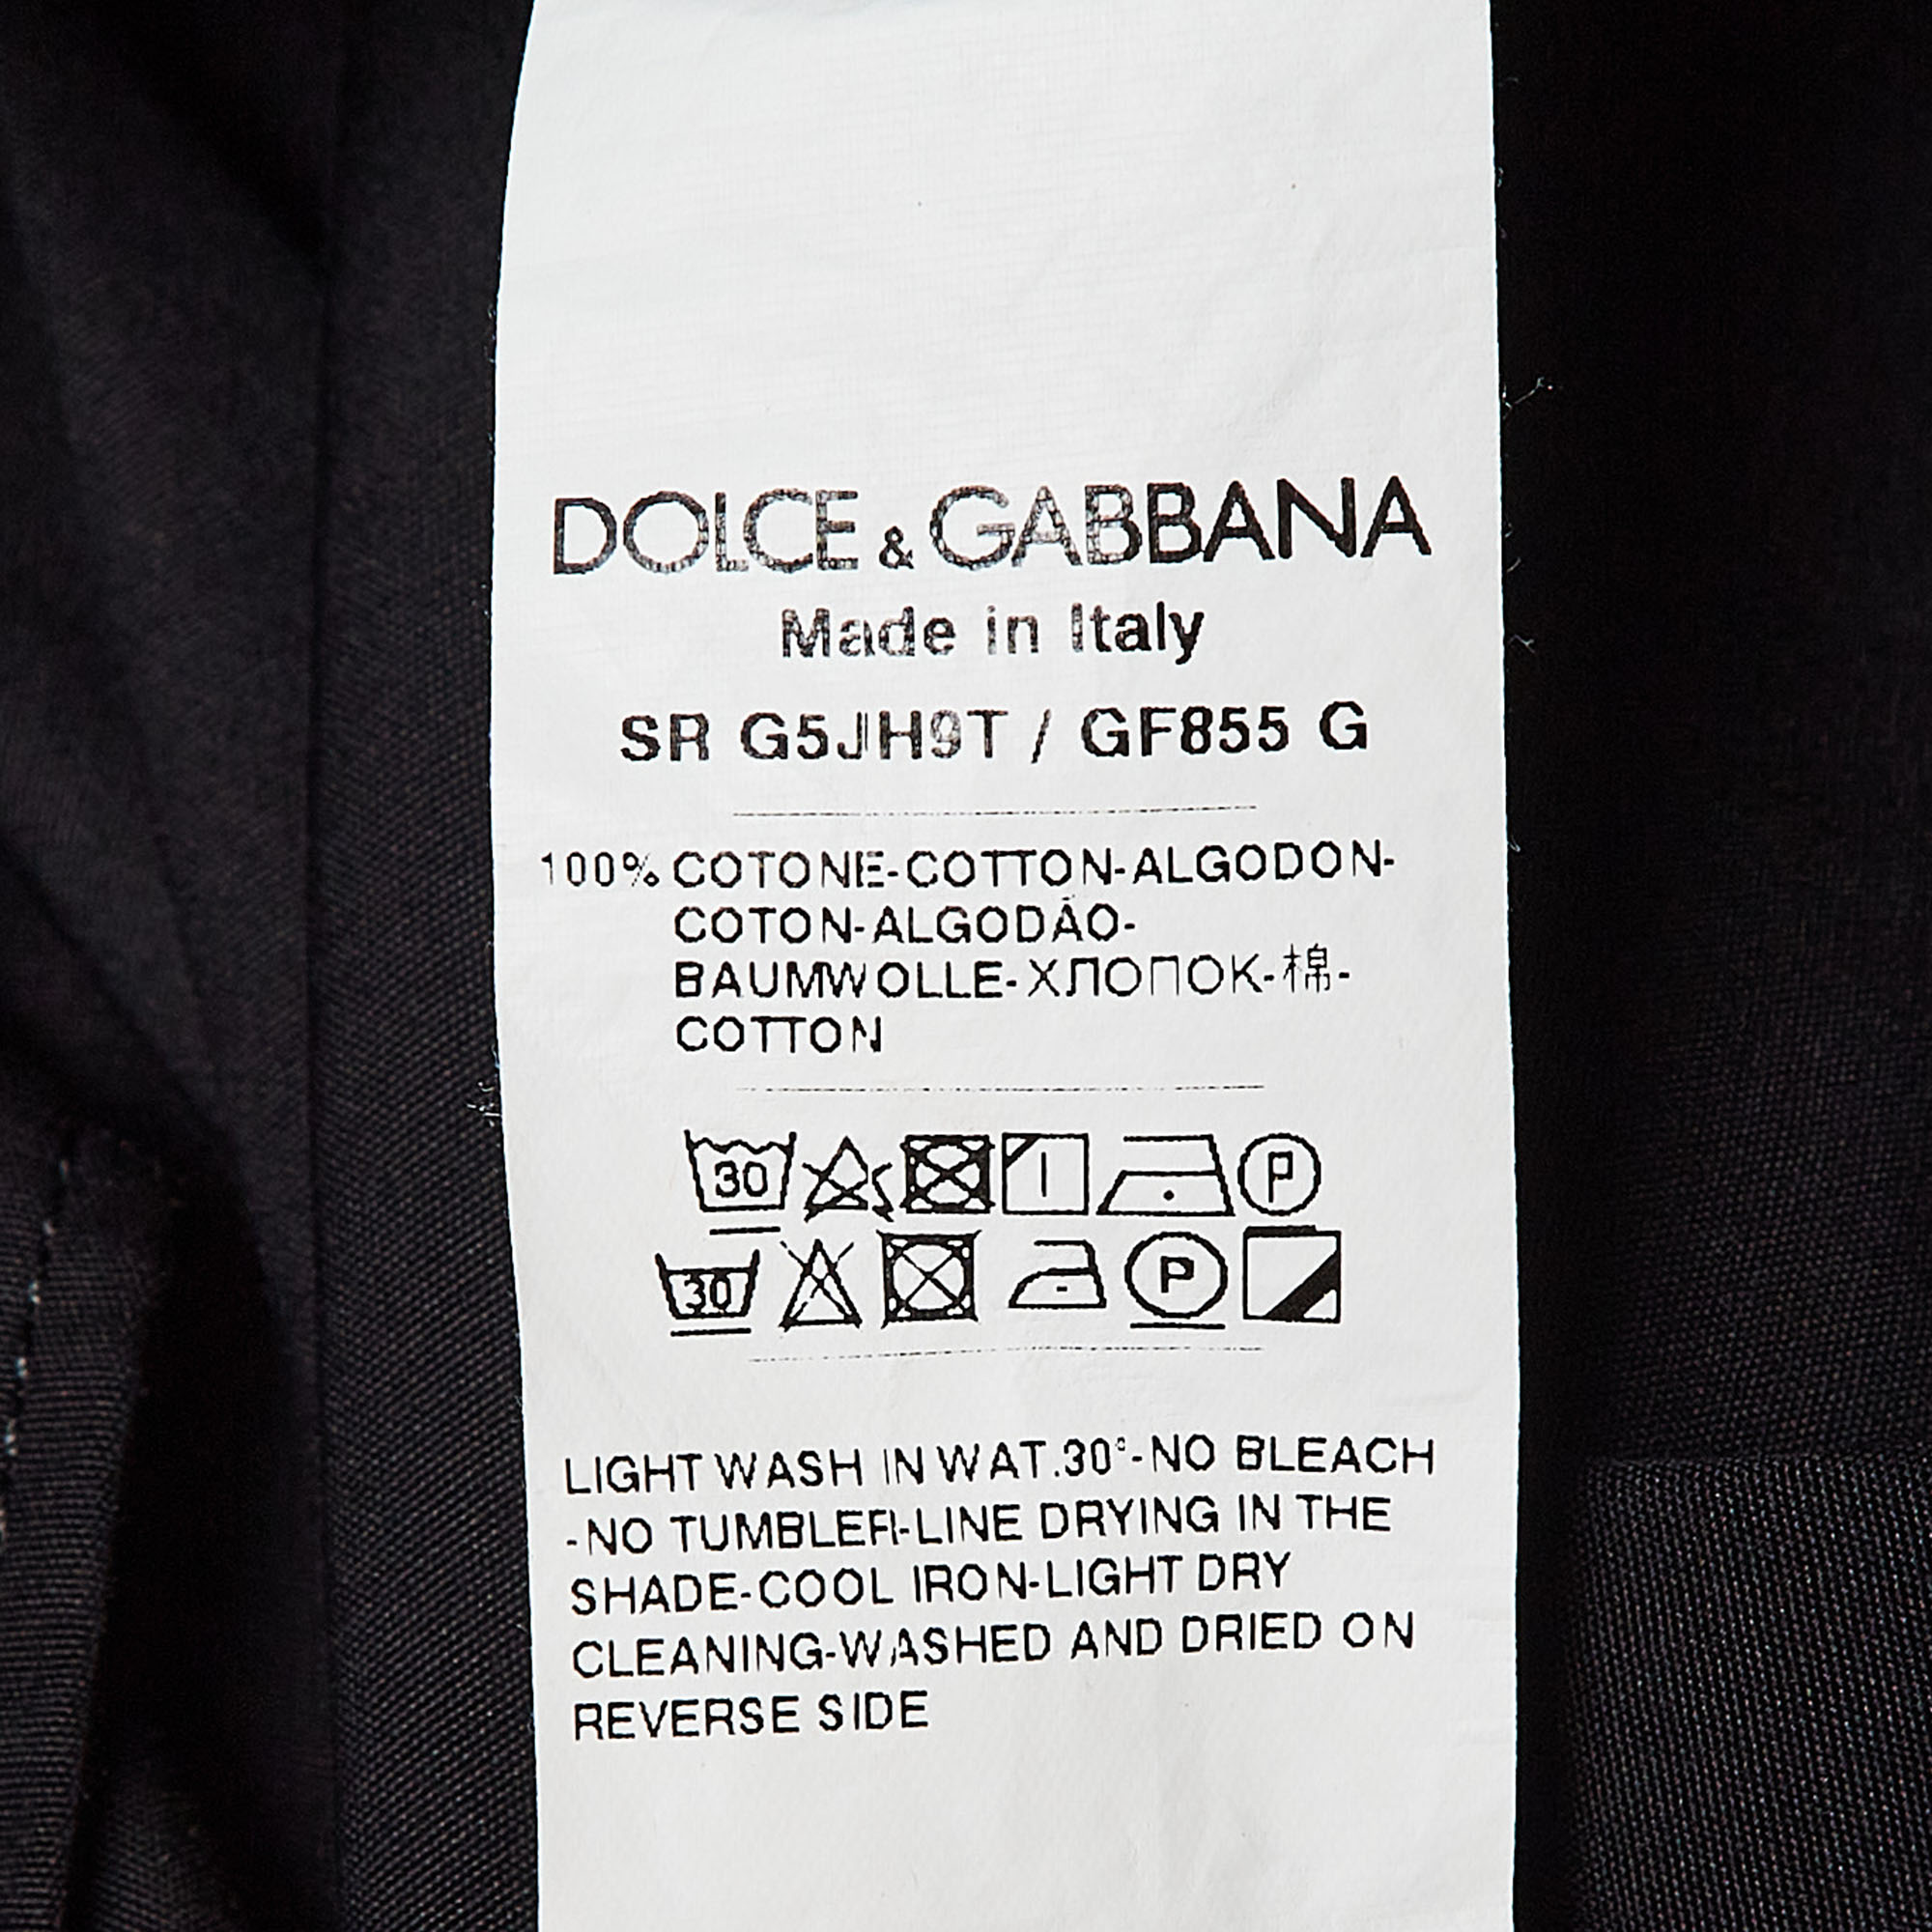 DOLCE & GABBANA
Made in Italy
SR G5JH9T / GF855 G
100% COTONE-COTTON-ALGODON-
COTON-ALGODÃO-
BAUMWOLLE-ХЛОПОК-棉-
COTTON
30 P
30 P
LIGHT WASH IN WAT.30°-NO BLEACH
-NO TUMBLER-LINE DRYING IN THE
SHADE-COOL IRON-LIGHT DRY
CLEANING-WASHED AND DRIED ON
REVERSE SIDE